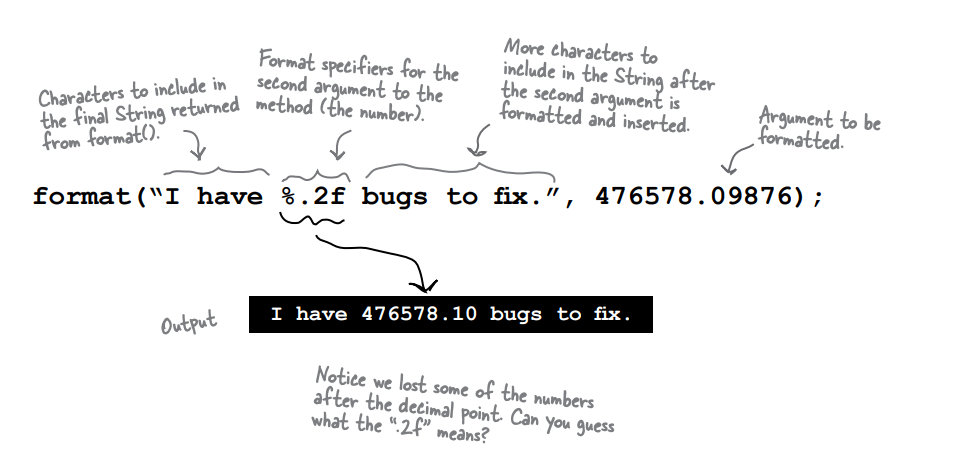 Characters to include in
the final String returned
from format().
Format specifiers for the
second argument to the
method (the number).
More characters to
include in the String after
the second argument is
formatted and inserted.
Argument to be
formatted.
format(“I have %.2f bugs to fix.”, 476578.09876);
Output
I have 476578.10 bugs to fix.
Notice we lost some of the numbers
after the decimal point. Can you guess
what the “.2f” means?